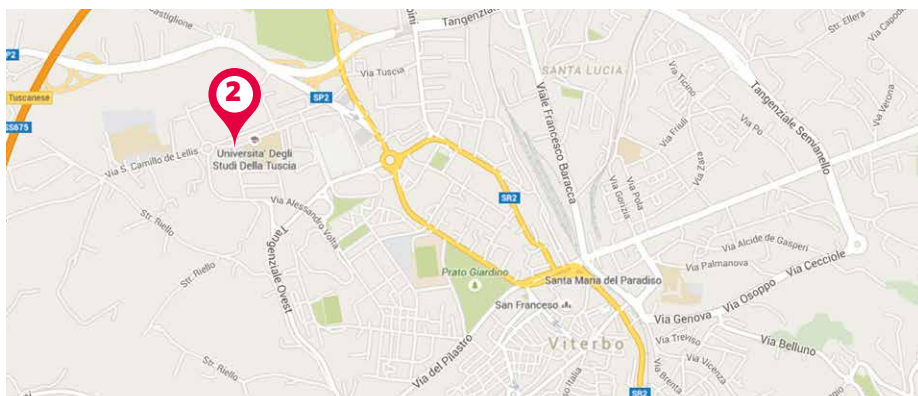 Castiglione
Tangenziale
Str. Ellera
Via Capod
SP2
Tuscanese
SS675
2
Via Tuscia
SP2
SANTA LUCIA
Viale Francesco Baracca
Via Ticino
Via Po
Via Friuli
Via Verona
Tangenziale Semianello
Universita' Degli
Studi Della Tuscia
Via S. Camillo de Lellis
Via Alessandro Volta
Str. Riello
Str. Riello
Str. Riello
Tangenziale Ovest
SR2
Via Gorizia
Via Pola
Via Zara
Via Alcide de Gasperi
Via Palmanova
Via Cecciole
Via Osoppo
Prato Giardino
Santa Maria del Paradiso
San Franceso
Via Genova
Via Belluno
Via Treviso
Via Vicenza
Via Brenta
Viterbo
Via del Pilastro
SR2